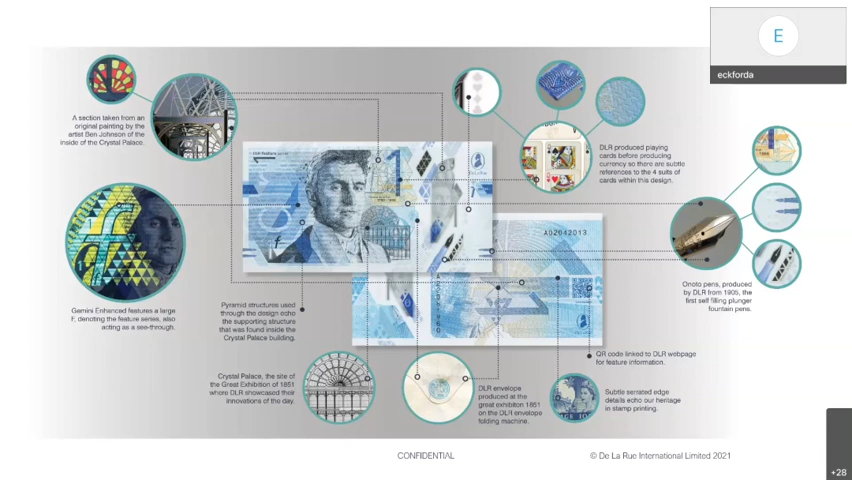 E
eckforda
A section taken from an
original painting by the
artist Ben Johnson of the
inside of the Crystal Palace.
DLR produced playing
cards before producing
currency so there are subtle
references to the 4 suits of
cards within this design.
1
AD2642013
Gemini Enhanced features a large
F, denoting the feature series, also
acting as a see-through.
Pyramid structures used
through the design echo
the supporting structure
that was found inside the
Crystal Palace building.
Onoto pens, produced
by DLR from 1905, the
first self filling plunger
fountain pens.
QR code linked to DLR webpage
for feature information.
Crystal Palace, the site of
the Great Exhibition of 1851
where DLR showcased their
innovations of the day.
DLR envelope
produced at the
great exhibiton 1851
on the DLR envelope
folding machine.
Subtle serrated edge
details echo our heritage
in stamp printing.
CONFIDENTIAL
© De La Rue International Limited 2021
+28